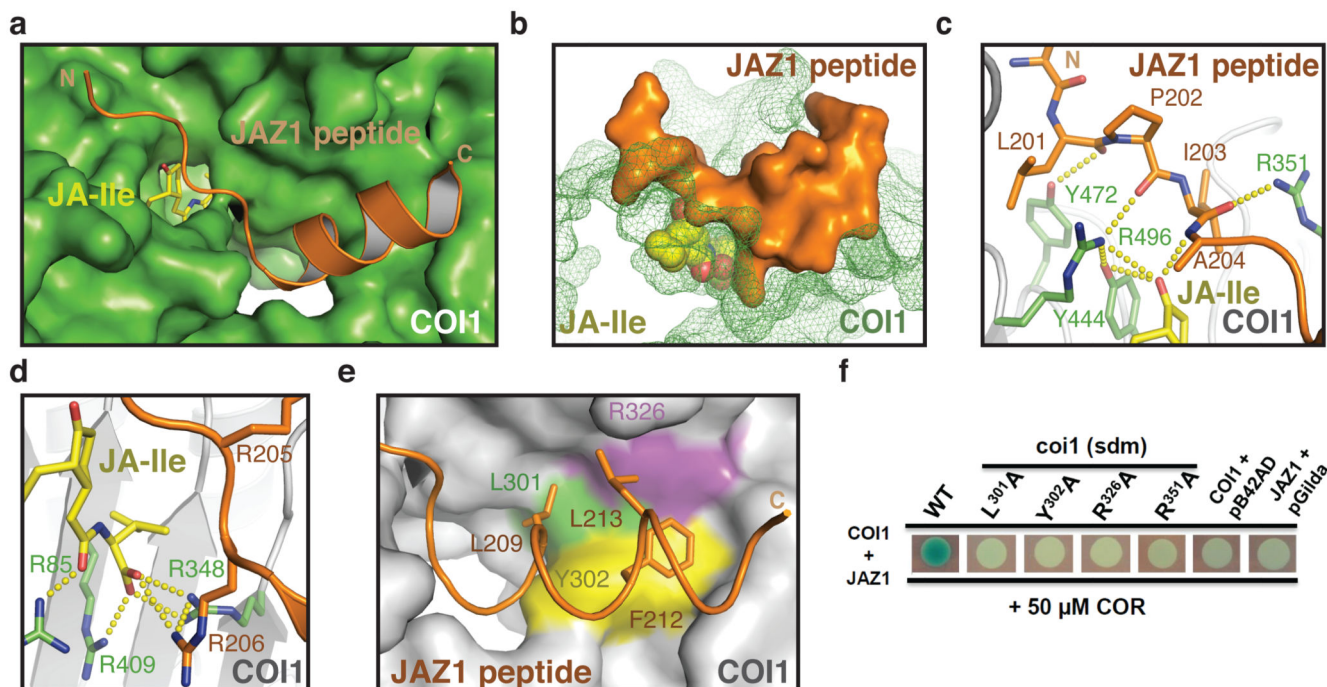 a
N
JAZ1 peptide
C
JA-Ile
COI1
b
JAZ1 peptide
JA-Ile
COI1
c
N
JAZ1 peptide
P202
L201
I203
R351
Y472
R496
A204
JA-Ile
Y444
COI1
d
R205
JA-Ile
R85
R348
R206
R409
COI1
e
R326
L301
C
L213
L209
Y302
F212
JAZ1 peptide
COI1
f
coi1 (sdm)
WT
L301A
Y302A
R326A
R351A
COI1 +
pB42AD
JAZ1 +
pGilda
COI1
+
JAZ1
+ 50 µM COR